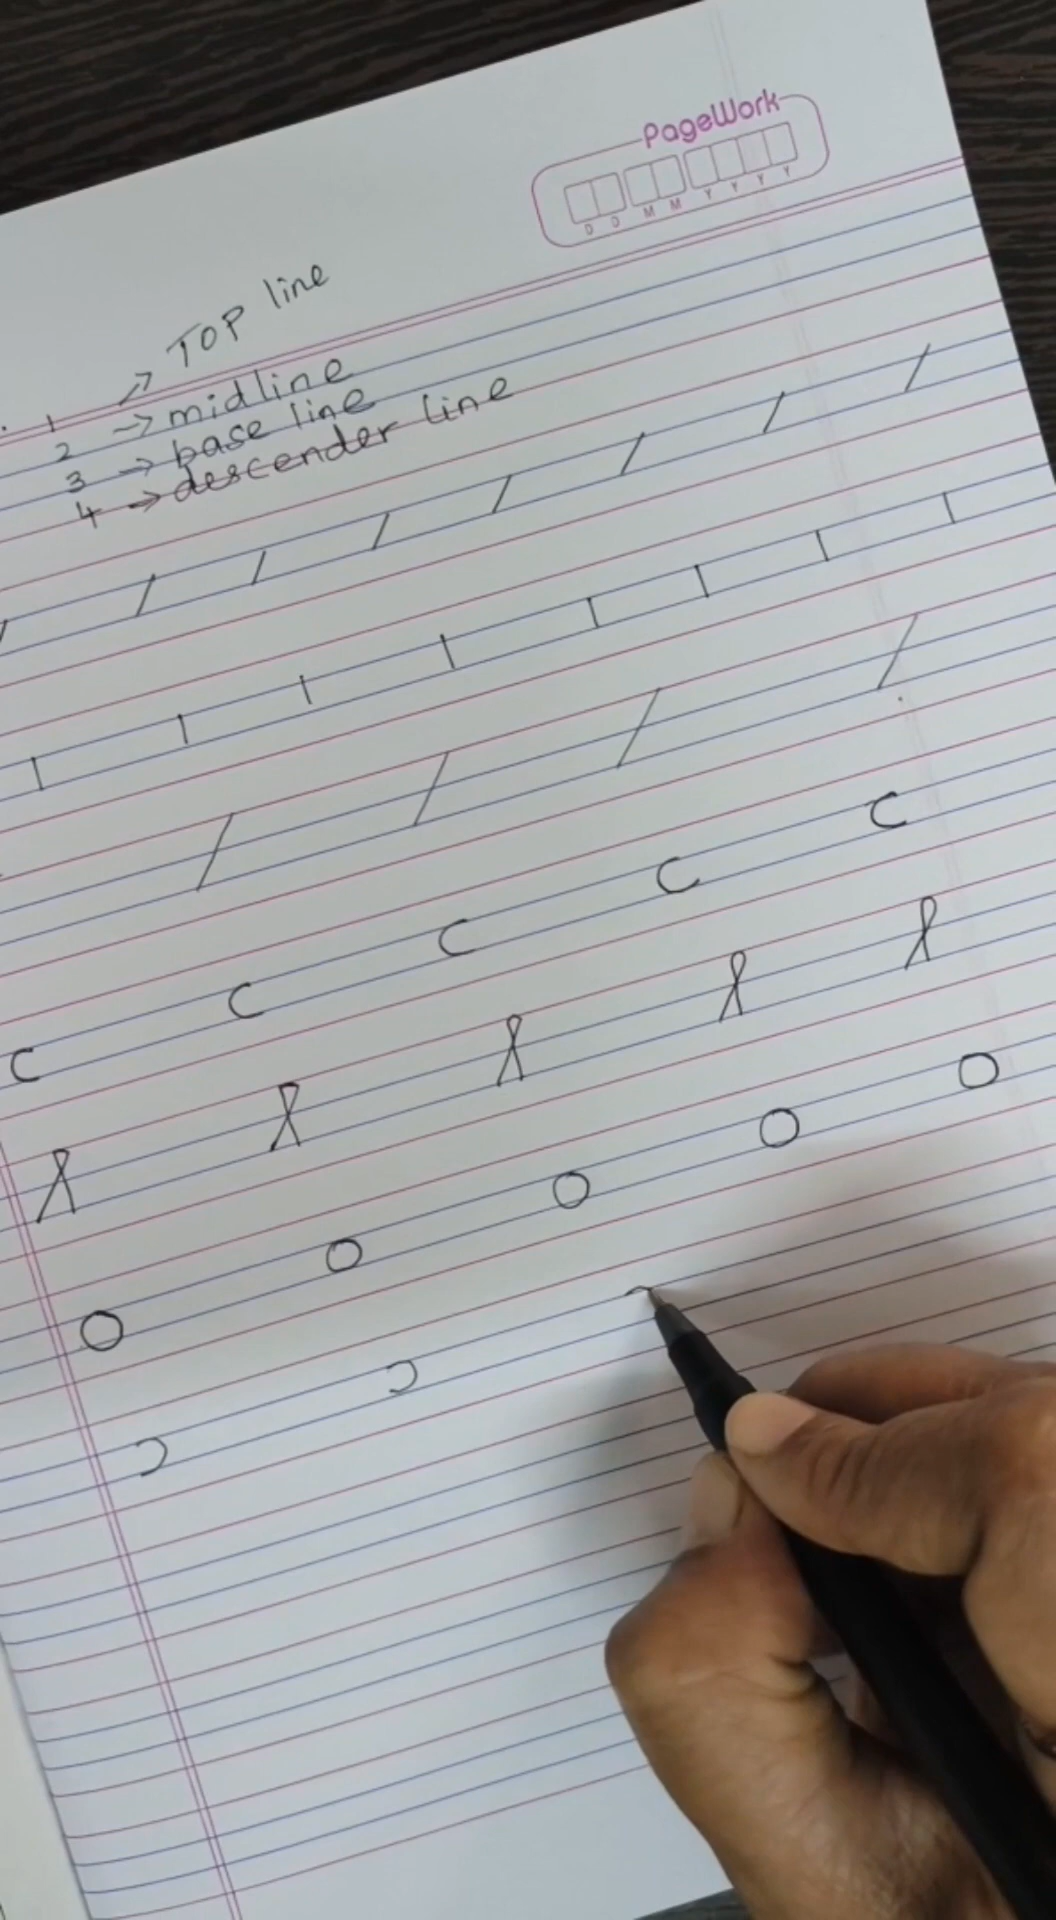 PageWork
D D M M Y Y Y Y
1 → TOP line
2 → midline
3 → base line
4 → descender line
/ / / / / / / /
| | | | | | | |
/ / / /
C C C C C
O O O O O